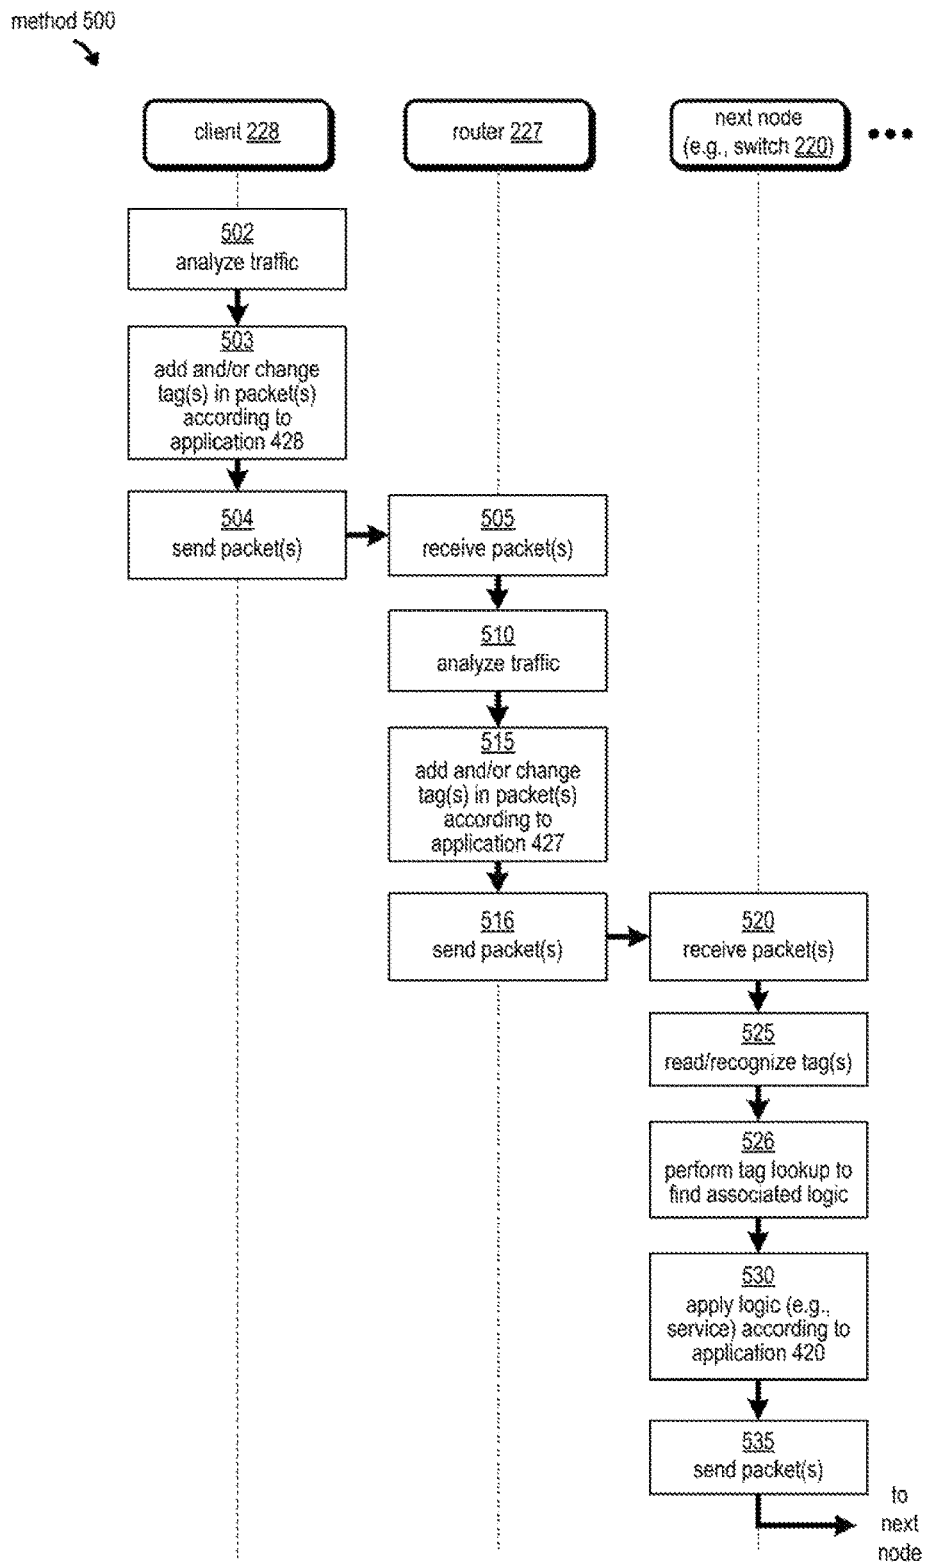 method 500
client 228
router 227
next node
(e.g., switch 220)
502
analyze traffic
503
add and/or change
tag(s) in packet(s)
according to
application 428
504
send packet(s)
505
receive packet(s)
510
analyze traffic
515
add and/or change
tag(s) in packet(s)
according to
application 427
516
send packet(s)
520
receive packet(s)
525
read/recognize tag(s)
526
perform tag lookup to
find associated logic
530
apply logic (e.g.,
service) according to
application 420
535
send packet(s)
to
next
node